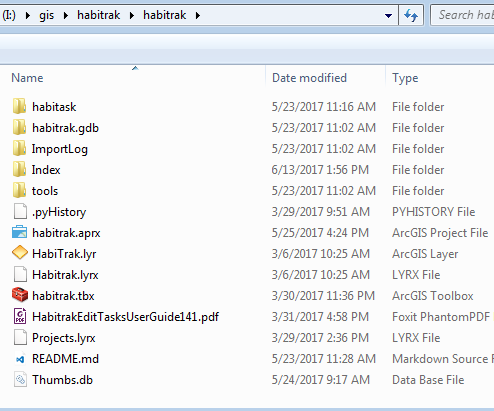 (I:) gis habitrak habitrak Search hab
Name Date modified Type
habitask 5/23/2017 11:16 AM File folder
habitrak.gdb 5/23/2017 11:02 AM File folder
ImportLog 5/23/2017 11:02 AM File folder
Index 6/13/2017 1:56 PM File folder
tools 5/23/2017 11:02 AM File folder
.pyHistory 3/29/2017 9:51 AM PYHISTORY File
habitrak.aprx 5/25/2017 4:24 PM ArcGIS Project File
HabiTrak.lyr 3/6/2017 10:25 AM ArcGIS Layer
Habitrak.lyrx 3/6/2017 10:25 AM LYRX File
habitrak.tbx 3/30/2017 11:36 PM ArcGIS Toolbox
HabitrakEditTasksUserGuide141.pdf 3/31/2017 4:58 PM Foxit PhantomPDF
Projects.lyrx 3/29/2017 2:36 PM LYRX File
README.md 5/23/2017 11:28 AM Markdown Source F
Thumbs.db 5/24/2017 9:17 AM Data Base File